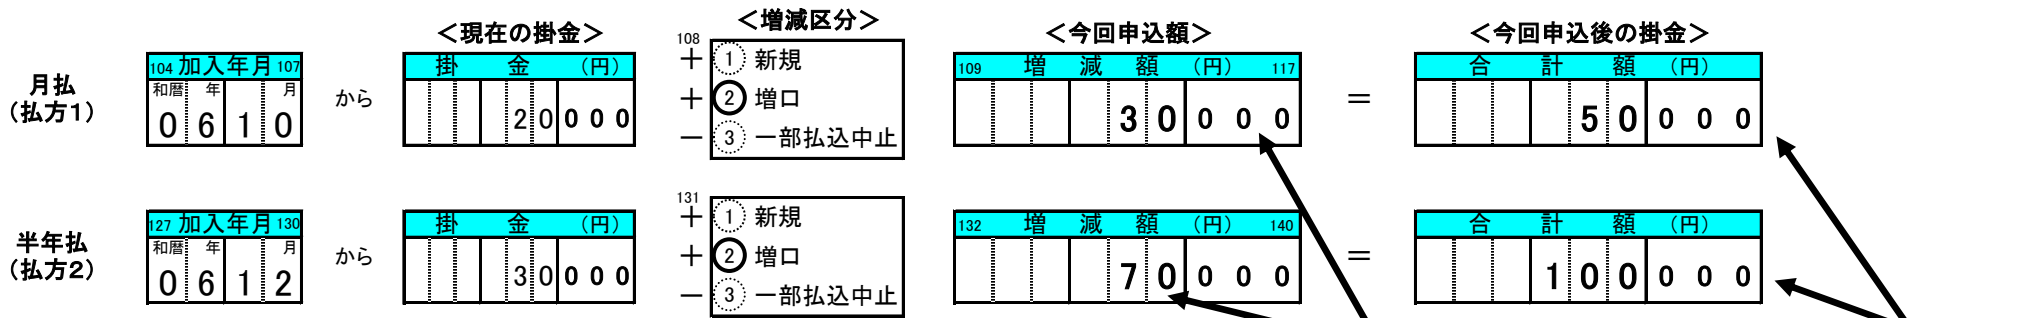 ＜現在の掛金＞ ＜増減区分＞ ＜今回申込額＞ ＜今回申込後の掛金＞
月払
（払方１）
104 加入年月 107
和暦 年 月
0 6 1 0
から
掛 金 （円）
2 0 0 0 0
108
＋ 1 新規
＋ 2 増口
－ 3 一部払込中止
109 増 減 額 （円） 117
3 0 0 0 0
＝
合 計 額 （円）
5 0 0 0 0
半年払
（払方２）
127 加入年月 130
和暦 年 月
0 6 1 2
から
掛 金 （円）
3 0 0 0 0
131
＋ 1 新規
＋ 2 増口
－ 3 一部払込中止
132 増 減 額 （円） 140
7 0 0 0 0
＝
合 計 額 （円）
1 0 0 0 0 0